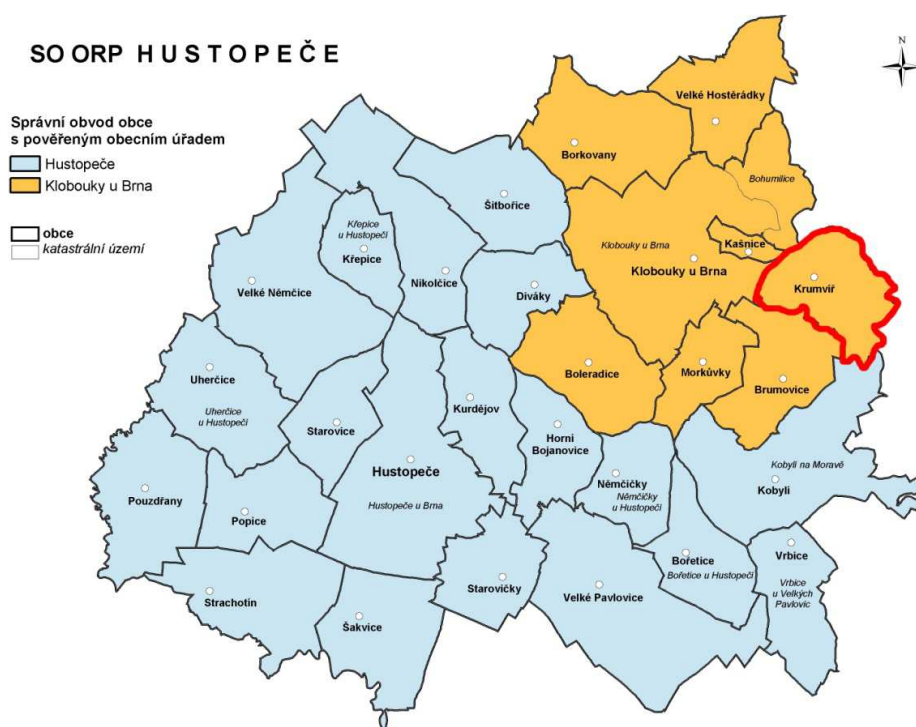 SO ORP HUSTOPEČE
N
Správní obvod obce
s pověřeným obecním úřadem
Hustopeče
Klobouky u Brna
obce
katastrální území
Velké Hostěrádky
Borkovany
Bohumilice
Šitbořice
Křepice
u Hustopečí
Křepice
Klobouky u Brna
Kašnice
Klobouky u Brna
Nikolčice
Velké Němčice
Diváky
Krumvíř
Uherčice
Boleradice
Morkůvky
Brumovice
Uherčice
u Hustopečí
Starovice
Kurdějov
Horní
Bojanovice
Hustopeče
Kobylí na Moravě
Kobylí
Němčičky
Němčičky
u Hustopečí
Pouzdřany
Popice
Hustopeče u Brna
Bořetice
Bořetice u Hustopečí
Vrbice
Vrbice
u Velkých
Pavlovic
Starovičky
Velké Pavlovice
Strachotín
Šakvice